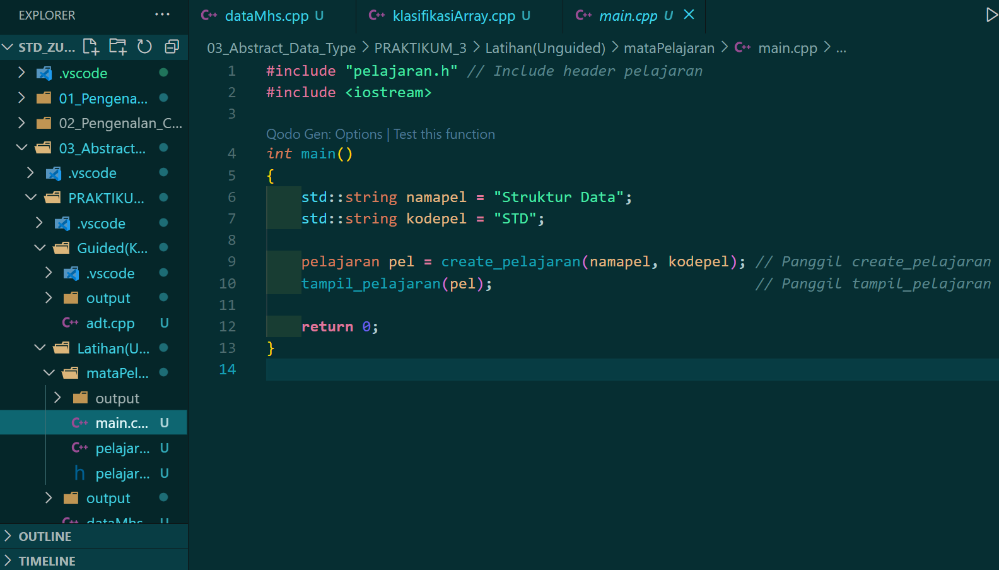 EXPLORER ...
STD_ZU...
.vscode
01_Pengena...
02_Pengenalan_C...
03_Abstract...
.vscode
PRAKTIKU...
.vscode
Guided(K...
.vscode
output
adt.cpp U
Latihan(U...
mataPel...
output
main.c... U
pelajar... U
pelajar... U
output
dataMhs U
OUTLINE
TIMELINE
dataMhs.cpp U klasifikasiArray.cpp U main.cpp U
03_Abstract_Data_Type > PRAKTIKUM_3 > Latihan(Unguided) > mataPelajaran > main.cpp > ...
1 #include "pelajaran.h" // Include header pelajaran
2 #include <iostream>
3
Qodo Gen: Options | Test this function
4 int main()
5 {
6 std::string namapel = "Struktur Data";
7 std::string kodepel = "STD";
8
9 pelajaran pel = create_pelajaran(namapel, kodepel); // Panggil create_pelajaran
10 tampil_pelajaran(pel); // Panggil tampil_pelajaran
11
12 return 0;
13 }
14